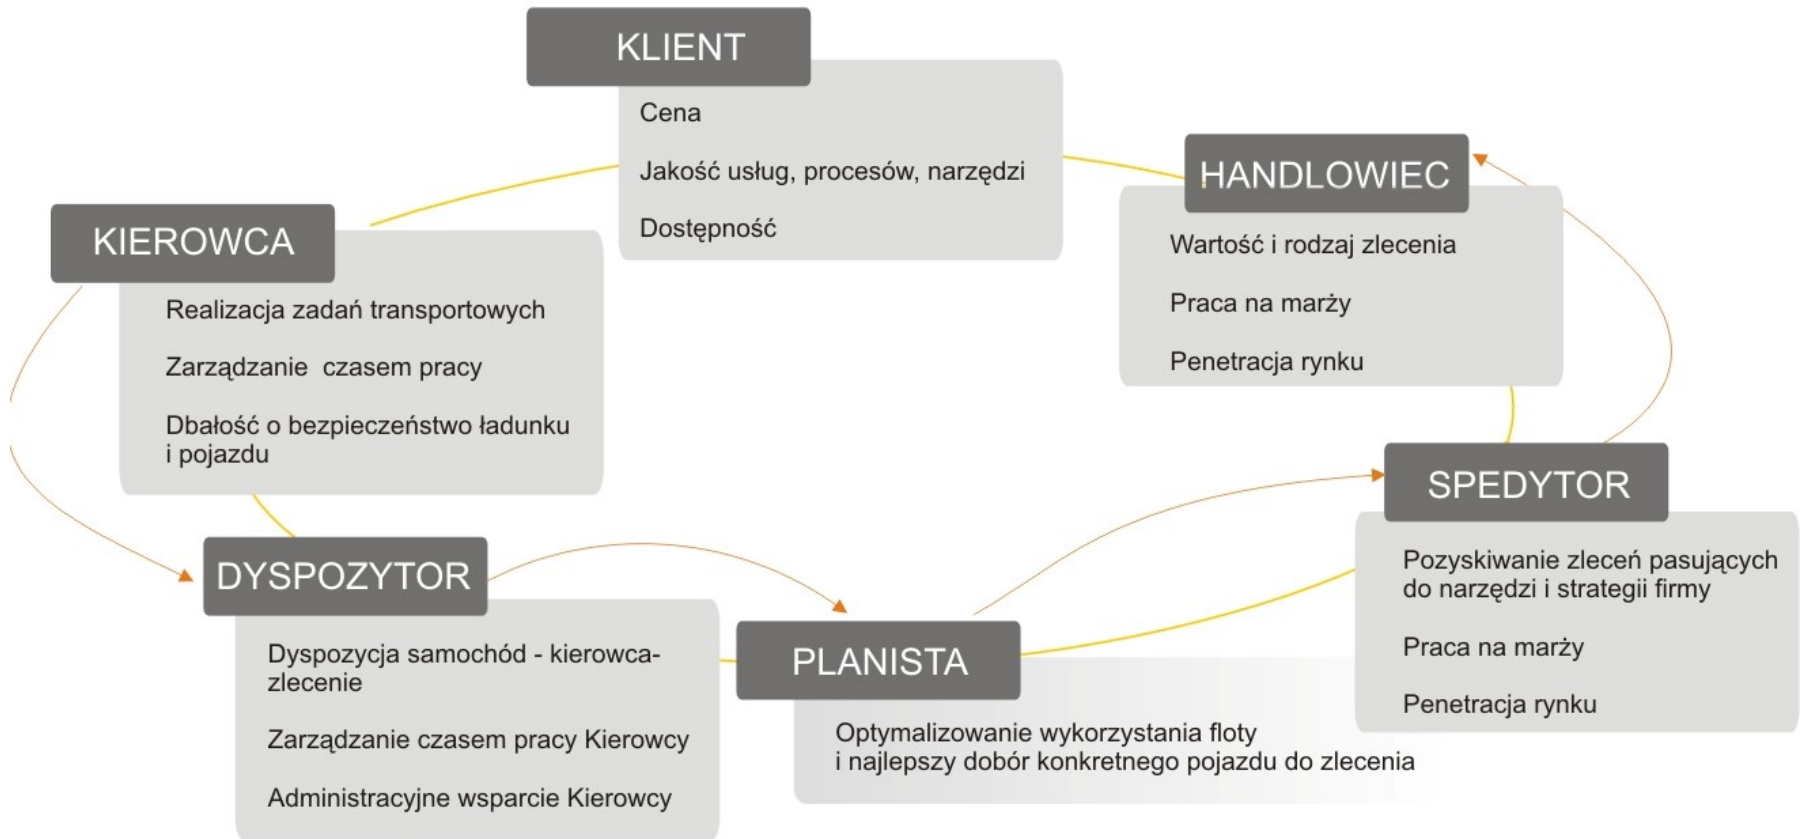 KLIENT
Cena
Jakość usług, procesów, narzędzi
Dostępność
HANDLOWIEC
Wartość i rodzaj zlecenia
Praca na marży
Penetracja rynku
KIEROWCA
Realizacja zadań transportowych
Zarządzanie czasem pracy
Dbałość o bezpieczeństwo ładunku
i pojazdu
SPEDYTOR
Pozyskiwanie zleceń pasujących
do narzędzi i strategii firmy
Praca na marży
Penetracja rynku
DYSPOZYTOR
Dyspozycja samochód - kierowca-
zlecenie
Zarządzanie czasem pracy Kierowcy
Administracyjne wsparcie Kierowcy
PLANISTA
Optymalizowanie wykorzystania floty
i najlepszy dobór konkretnego pojazdu do zlecenia